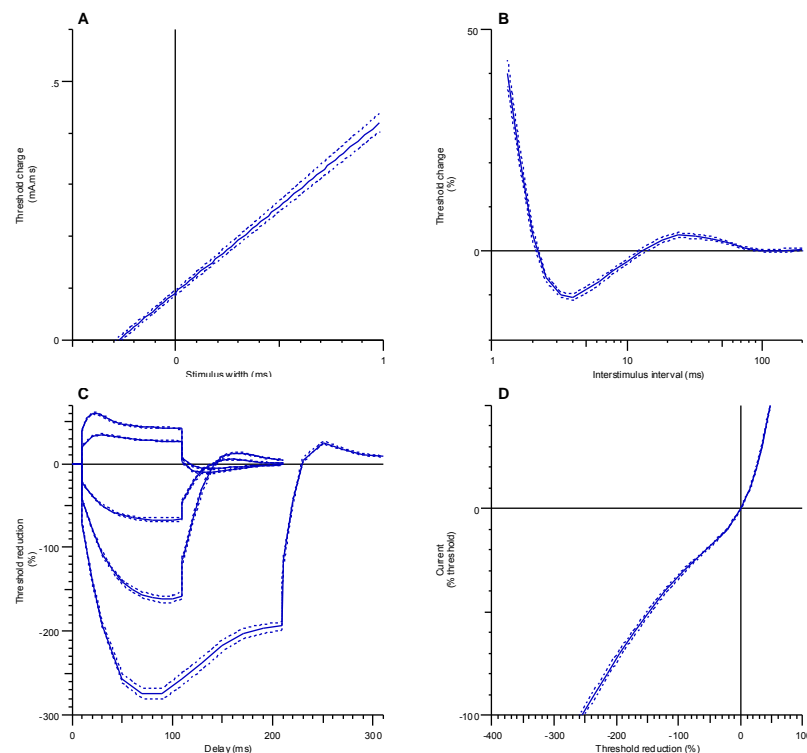 A
.5
0
0
1
Threshold charge
(mA.ms)
Stimulus width (ms)
B
50
0
1
10
100
Threshold change
(%)
Interstimulus interval (ms)
C
0
-100
-200
-300
0
100
200
300
Threshold reduction
(%)
Delay (ms)
D
0
-100
-400
-300
-200
-100
0
100
Current
(% threshold)
Threshold reduction (%)